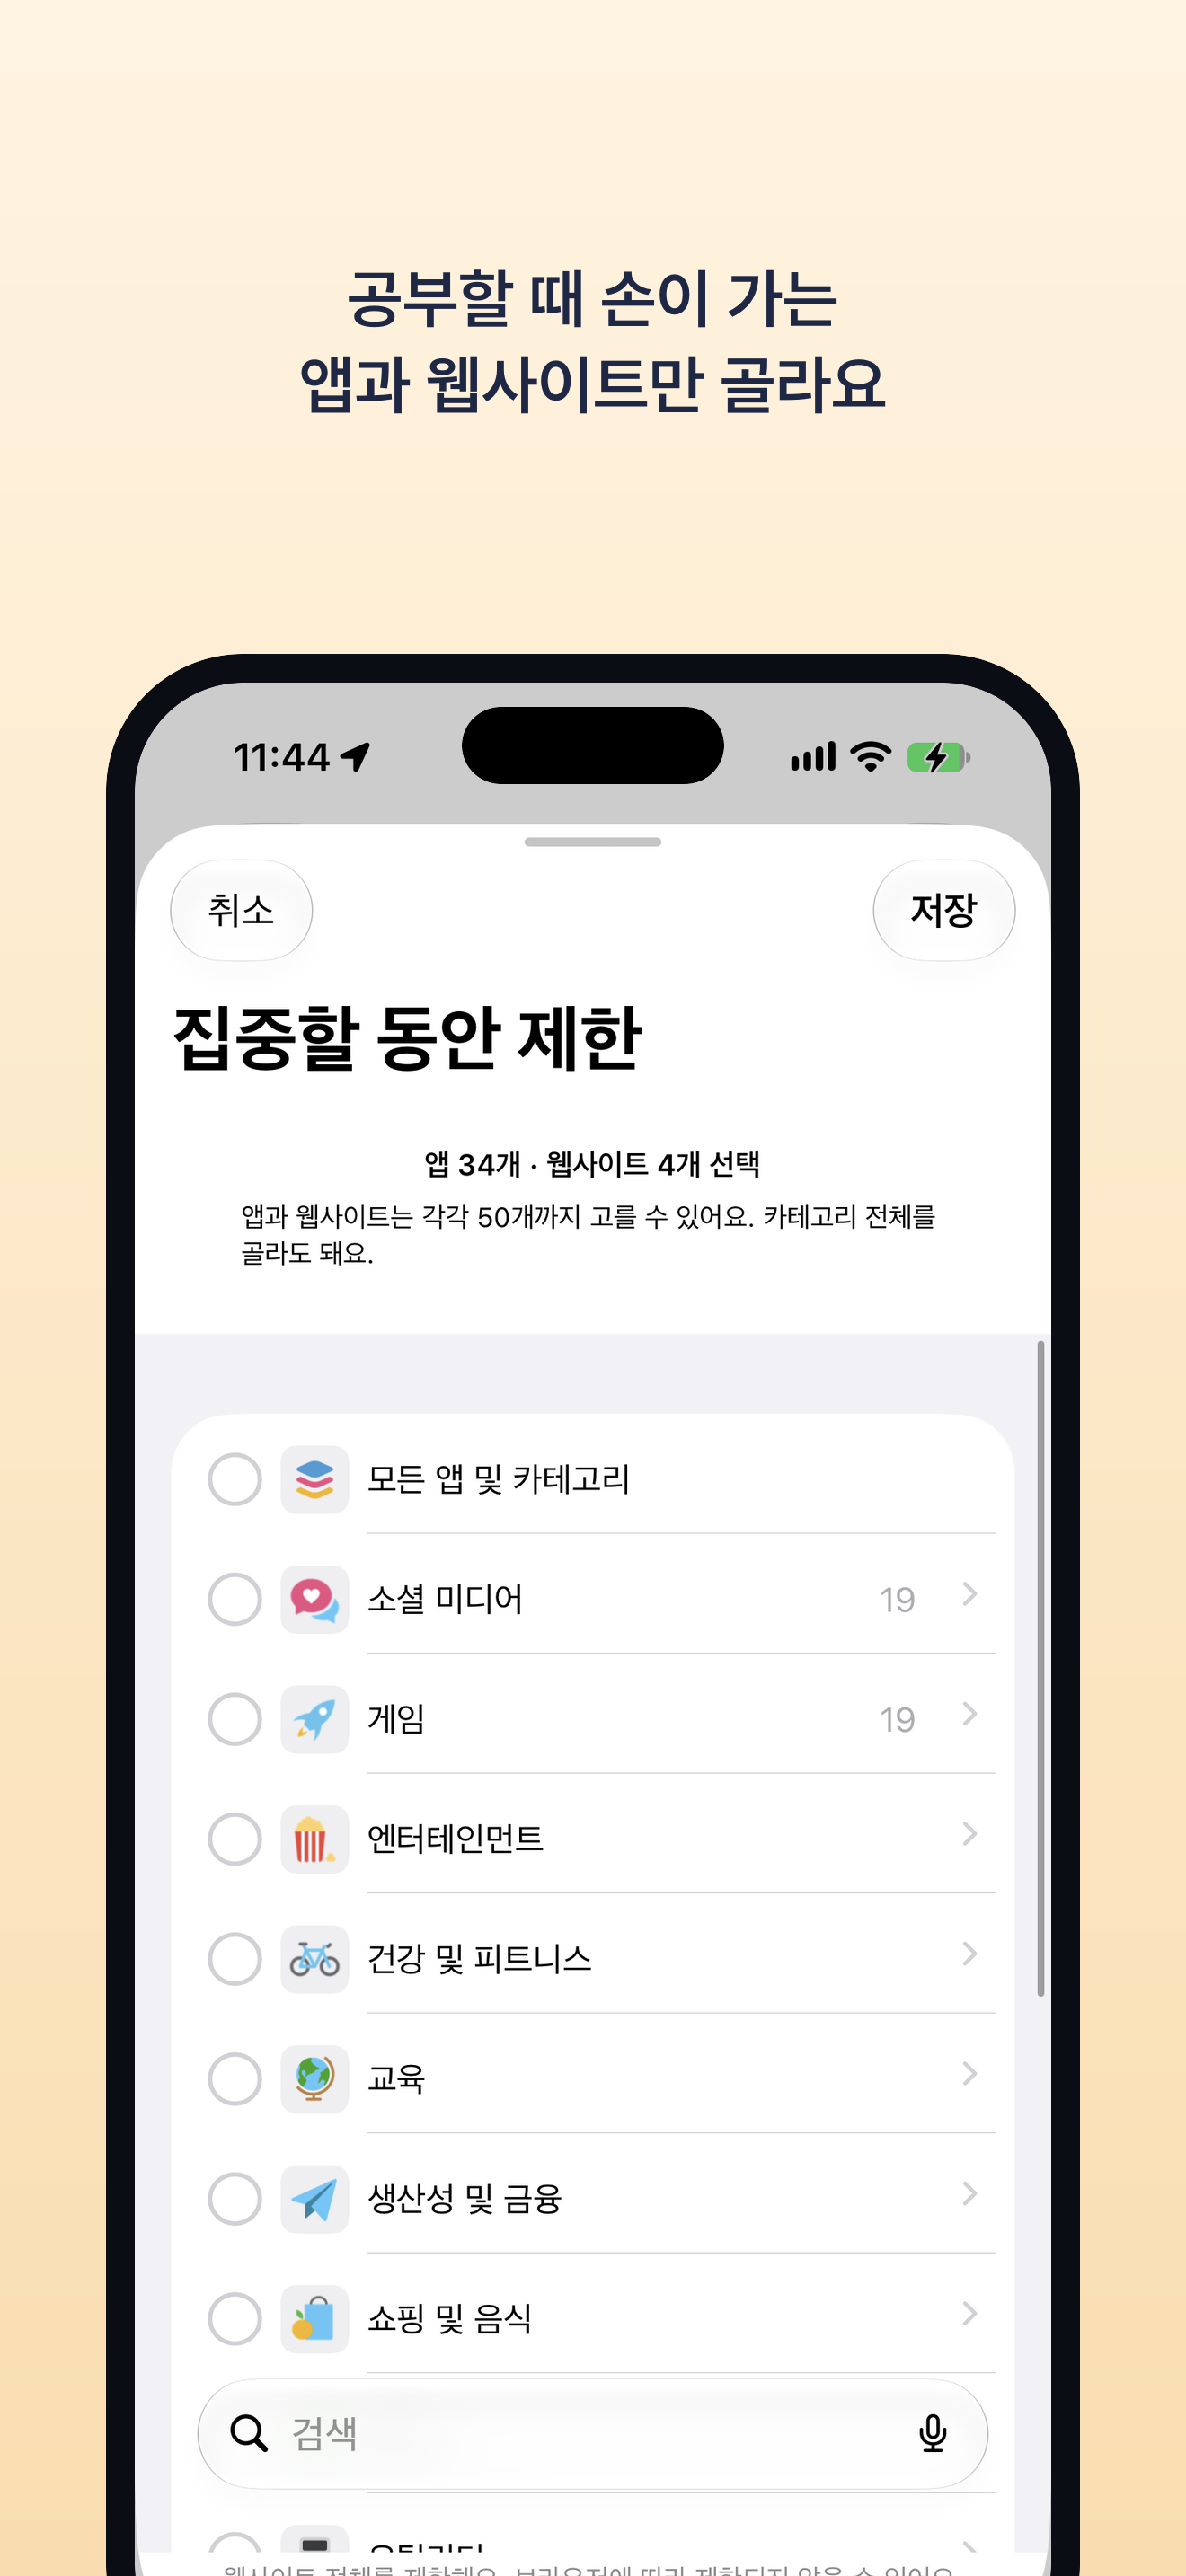 공부할 때 손이 가는
앱과 웹사이트만 골라요
11:44
취소
저장
집중할 동안 제한
앱 34개 · 웹사이트 4개 선택
앱과 웹사이트는 각각 50개까지 고를 수 있어요. 카테고리 전체를
골라도 돼요.
모든 앱 및 카테고리
소셜 미디어 19
게임 19
엔터테인먼트
건강 및 피트니스
교육
생산성 및 금융
쇼핑 및 음식
검색